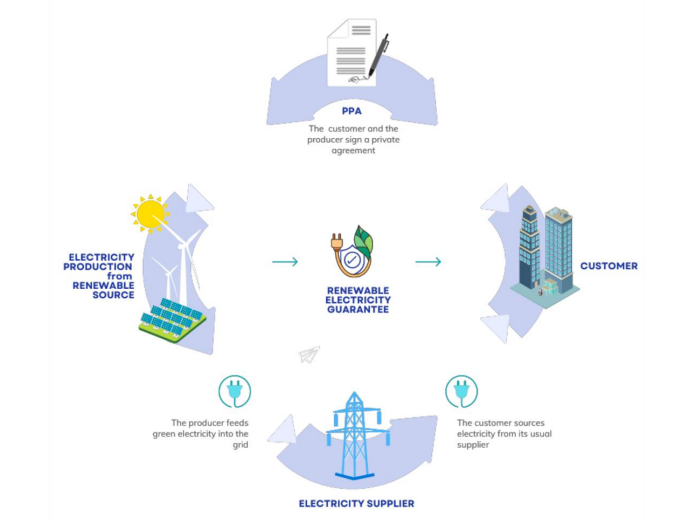 PPA
The customer and the
producer sign a private
agreement
ELECTRICITY
PRODUCTION
from
RENEWABLE
SOURCE
RENEWABLE
ELECTRICITY
GUARANTEE
CUSTOMER
The producer feeds
green electricity into the
grid
The customer sources
electricity from its usual
supplier
ELECTRICITY SUPPLIER